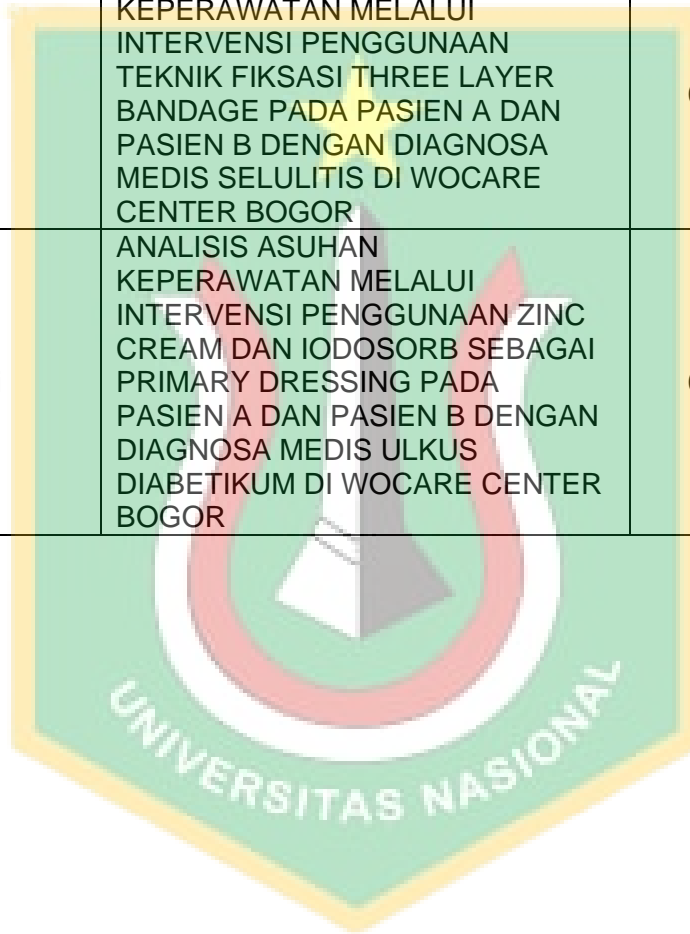 KEPERAWATAN MELALUI
INTERVENSI PENGGUNAAN
TEKNIK FIKSASI THREE LAYER
BANDAGE PADA PASIEN A DAN
PASIEN B DENGAN DIAGNOSA
MEDIS SELULITIS DI WOCARE
CENTER BOGOR
ANALISIS ASUHAN
KEPERAWATAN MELALUI
INTERVENSI PENGGUNAAN ZINC
CREAM DAN IODOSORB SEBAGAI
PRIMARY DRESSING PADA
PASIEN A DAN PASIEN B DENGAN
DIAGNOSA MEDIS ULKUS
DIABETIKUM DI WOCARE CENTER
BOGOR
UNIVERSITAS NASIONAL